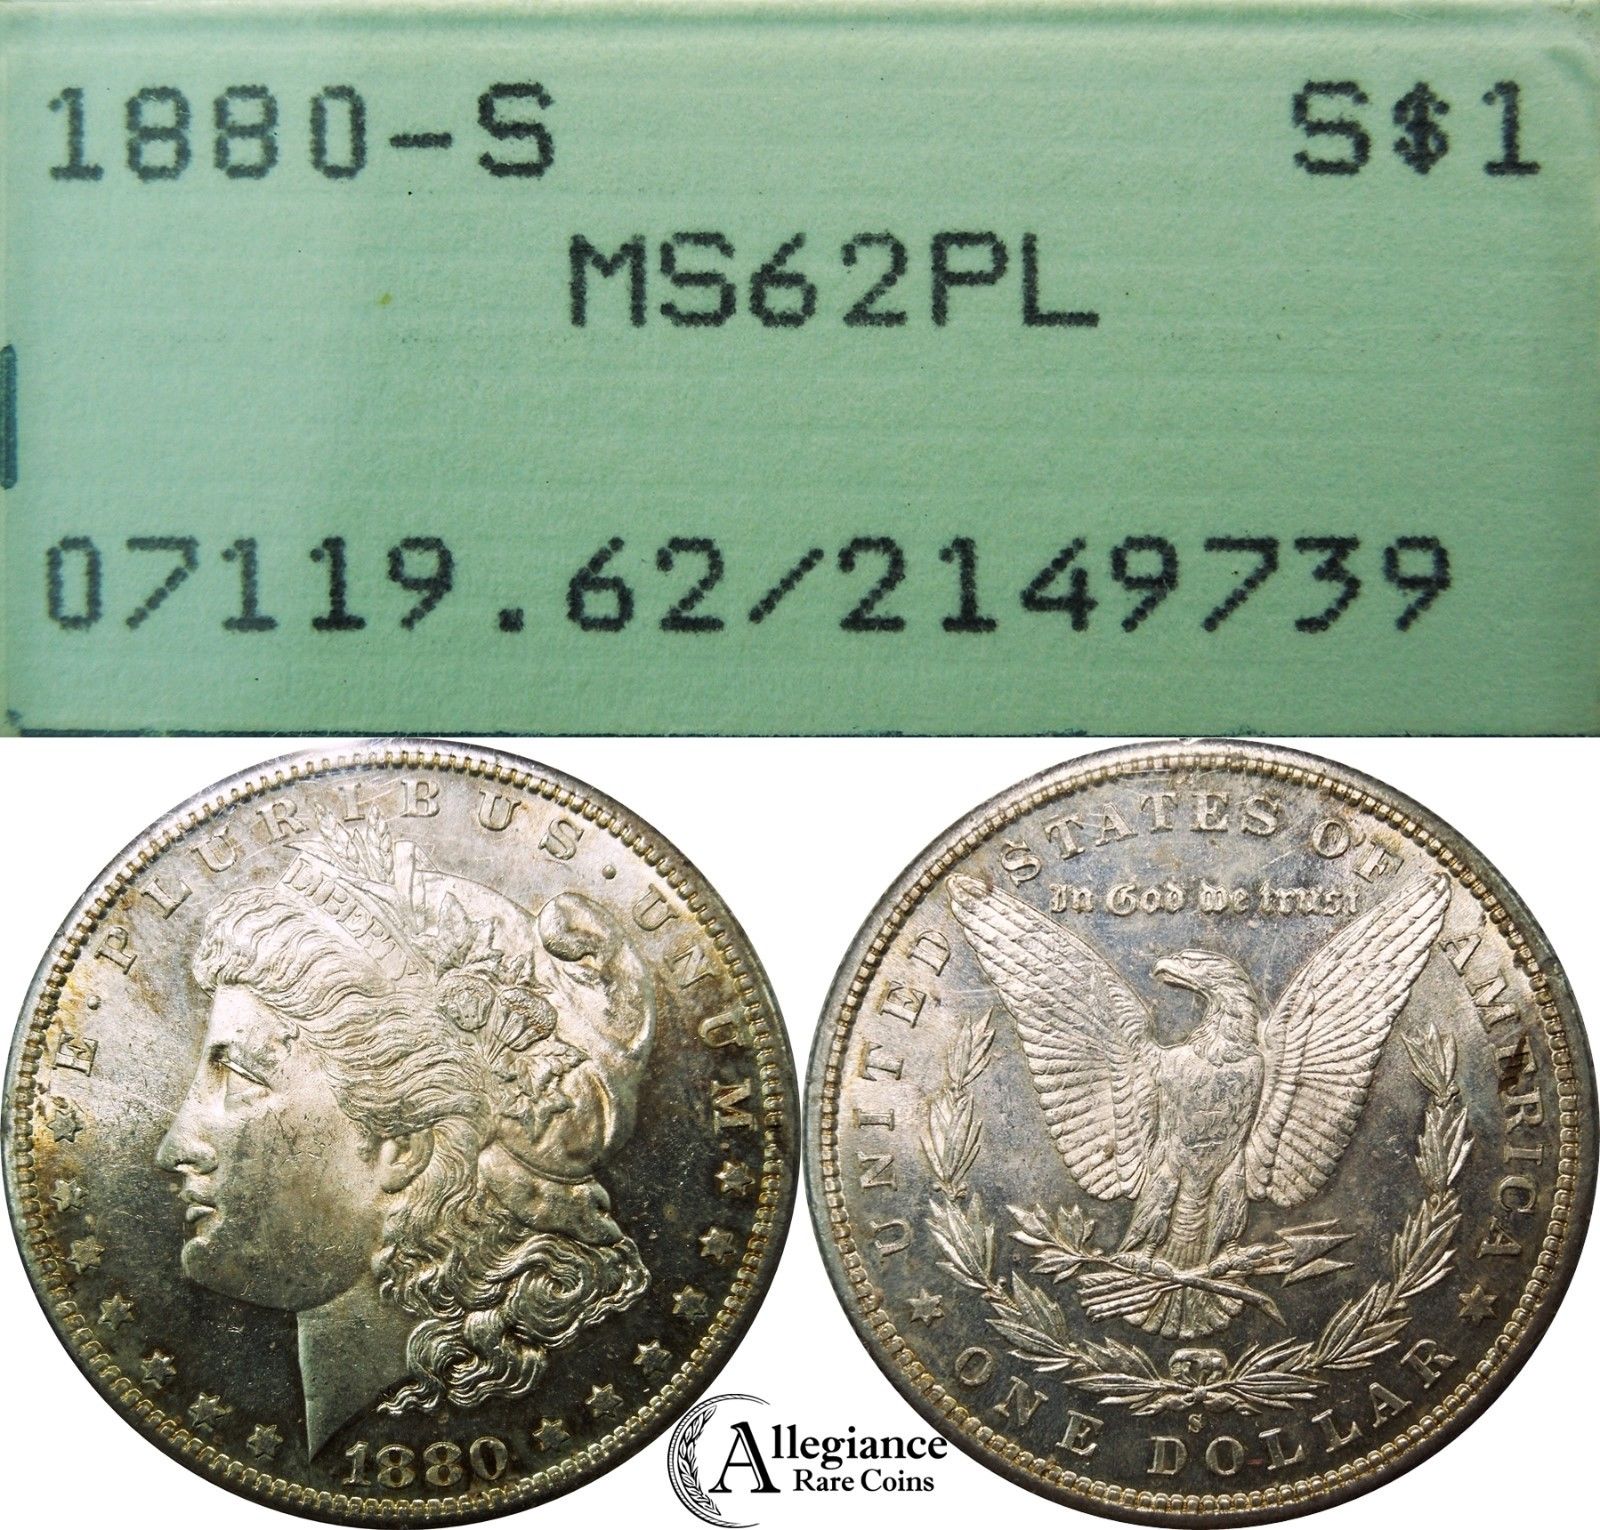 1880-S S$1
MS62PL
07119.62/2149739
E·PLURIBUS·UNUM
LIBERTY
1880
UNITED STATES OF AMERICA
In God we trust
S
ONE DOLLAR
Allegiance
Rare Coins